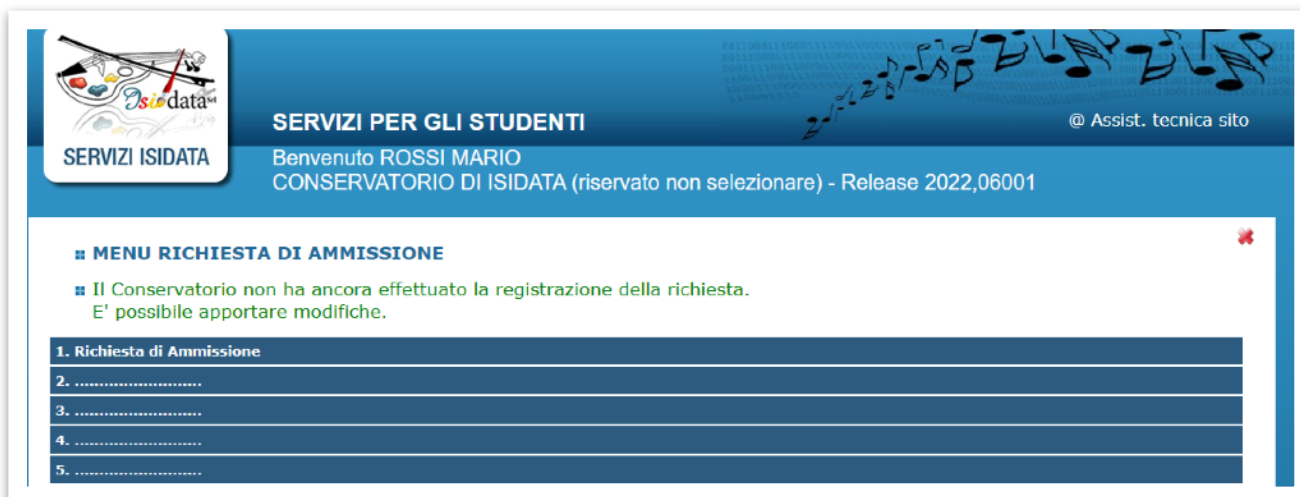 Isidata™
SERVIZI ISIDATA
SERVIZI PER GLI STUDENTI
@ Assist. tecnica sito
Benvenuto ROSSI MARIO
CONSERVATORIO DI ISIDATA (riservato non selezionare) - Release 2022,06001
MENU RICHIESTA DI AMMISSIONE
Il Conservatorio non ha ancora effettuato la registrazione della richiesta.
E' possibile apportare modifiche.
1. Richiesta di Ammissione
2. ..........................
3. ..........................
4. ..........................
5. ..........................